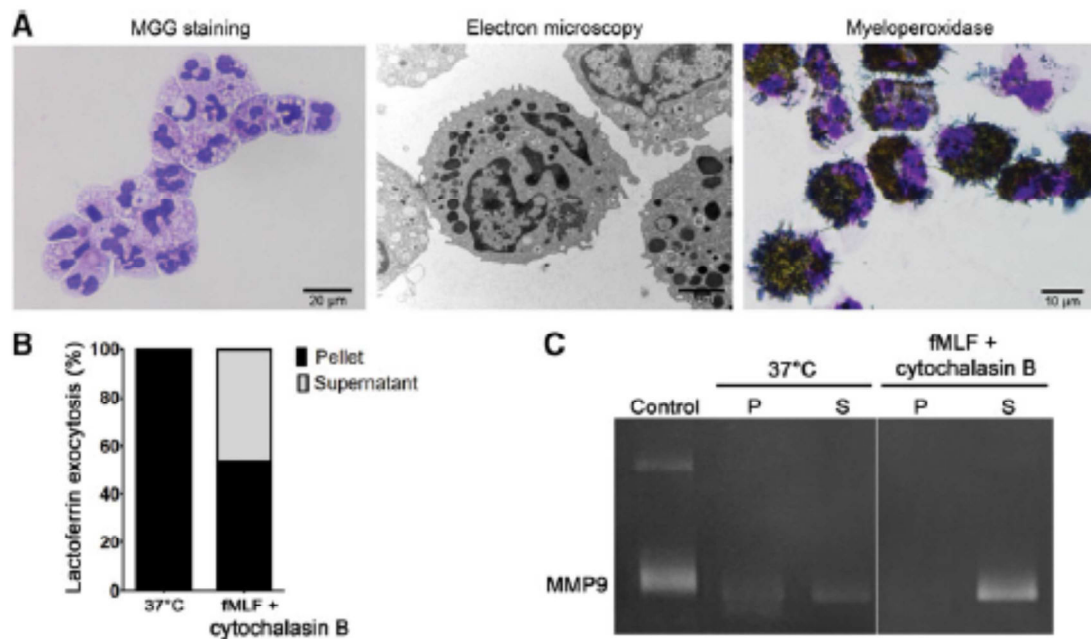 A
MGG staining
Electron microscopy
Myeloperoxidase
20 µm
10 µm
B
Lactoferrin exocytosis (%)
100
80
60
40
20
0
37°C
fMLF +
cytochalasin B
Pellet
Supernatant
C
fMLF +
37°C
cytochalasin B
Control
P
S
P
S
MMP9